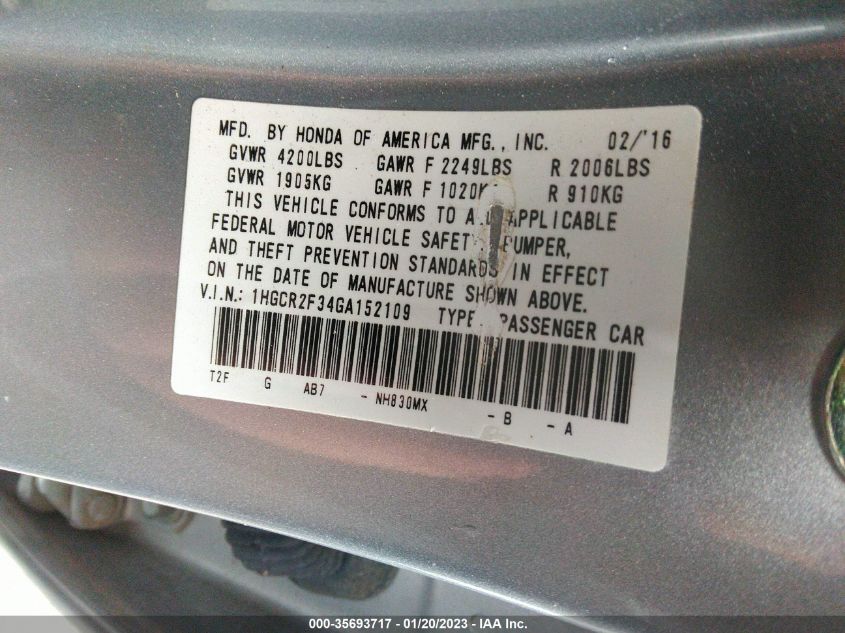 MFD. BY HONDA OF AMERICA MFG., INC. 02/'16
GVWR 4200LBS GAWR F 2249LBS R 2006LBS
GVWR 1905KG GAWR F 1020K R 910KG
THIS VEHICLE CONFORMS TO A APPLICABLE
FEDERAL MOTOR VEHICLE SAFETY UMPER,
AND THEFT PREVENTION STANDARDS IN EFFECT
ON THE DATE OF MANUFACTURE SHOWN ABOVE.
V.I.N.: 1HGCR2F34GA152109 TYPE PASSENGER CAR
T2F G AB7 - NH830MX - B - A
000-35693717 - 01/20/2023 - IAA Inc.